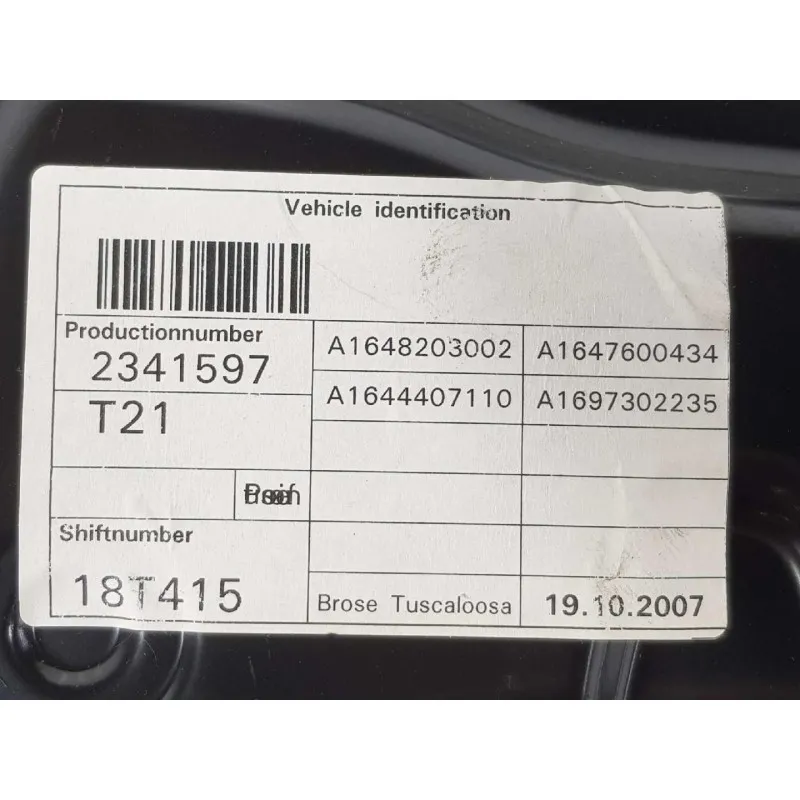 Vehicle identification
Productionnumber
2341597
A1648203002
A1647600434
T21
A1644407110
A1697302235
Shiftnumber
18T415
Brose Tuscaloosa
19.10.2007